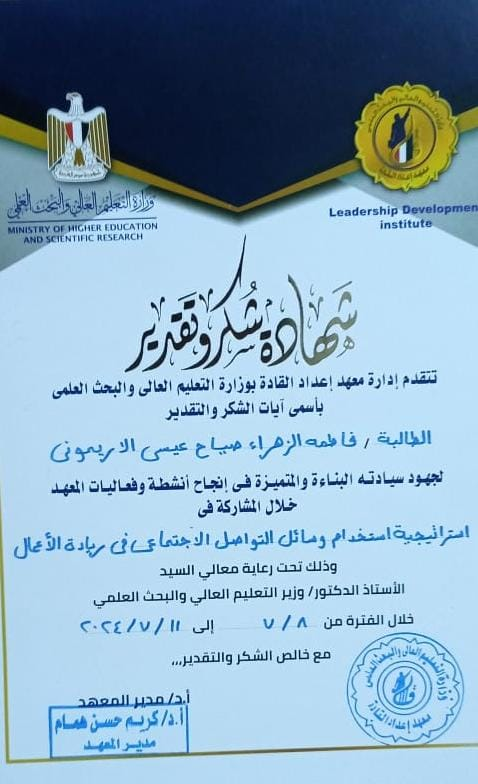 وزارة التعليم العالي والبحث العلمي
MINISTRY OF HIGHER EDUCATION
AND SCIENTIFIC RESEARCH
Leadership Developmen
institute
شهادة شكر وتقدير
تتقدم إدارة معهد إعداد القادة بوزارة التعليم العالى والبحث العلمى
بأسمى آيات الشكر والتقدير
الطالبة / فاطمه الزهراء صباح عيسى الاريمونى
لجهود سيادته البناءة والمتميزة فى إنجاح أنشطة وفعاليات المعهد
خلال المشاركة فى
استراتيجية استخدام وسائل التواصل الاجتماعى فى ريادة الأعمال
وذلك تحت رعاية معالي السيد
الأستاذ الدكتور/ وزير التعليم العالي والبحث العلمي
خلال الفترة من ٧/٨ إلى ٢٠٢٤/٧/١١
مع خالص الشكر والتقدير,,,
أ.د/ مدير المعهد
أ.د/ كريم حسن همام
مدير المعهد
وزارة التعليم العالى والبحث العلمى
معهد إعداد القادة